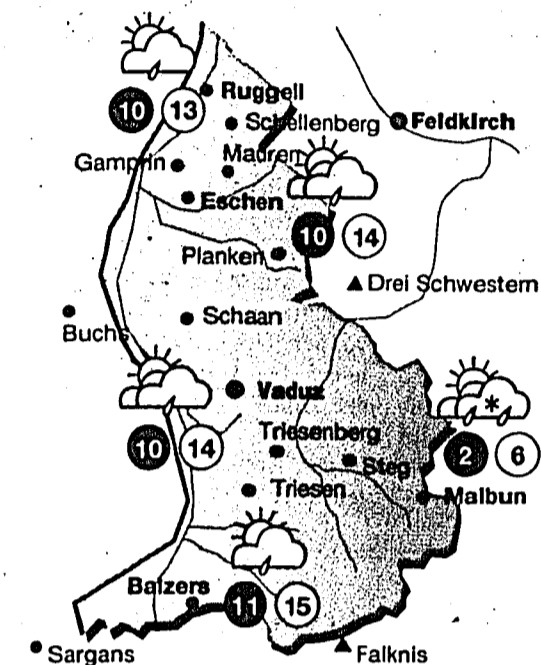 Ruggell
10 13
Schellenberg
Feldkirch
Mauren
Gamprin
Eschen
10 14
Planken
Drei Schwestern
Schaan
Buchs
Vaduz
Triesenberg
10 14
2 6
Steg
Triesen
Malbun
Balzers
11 15
Sargans
Falknis